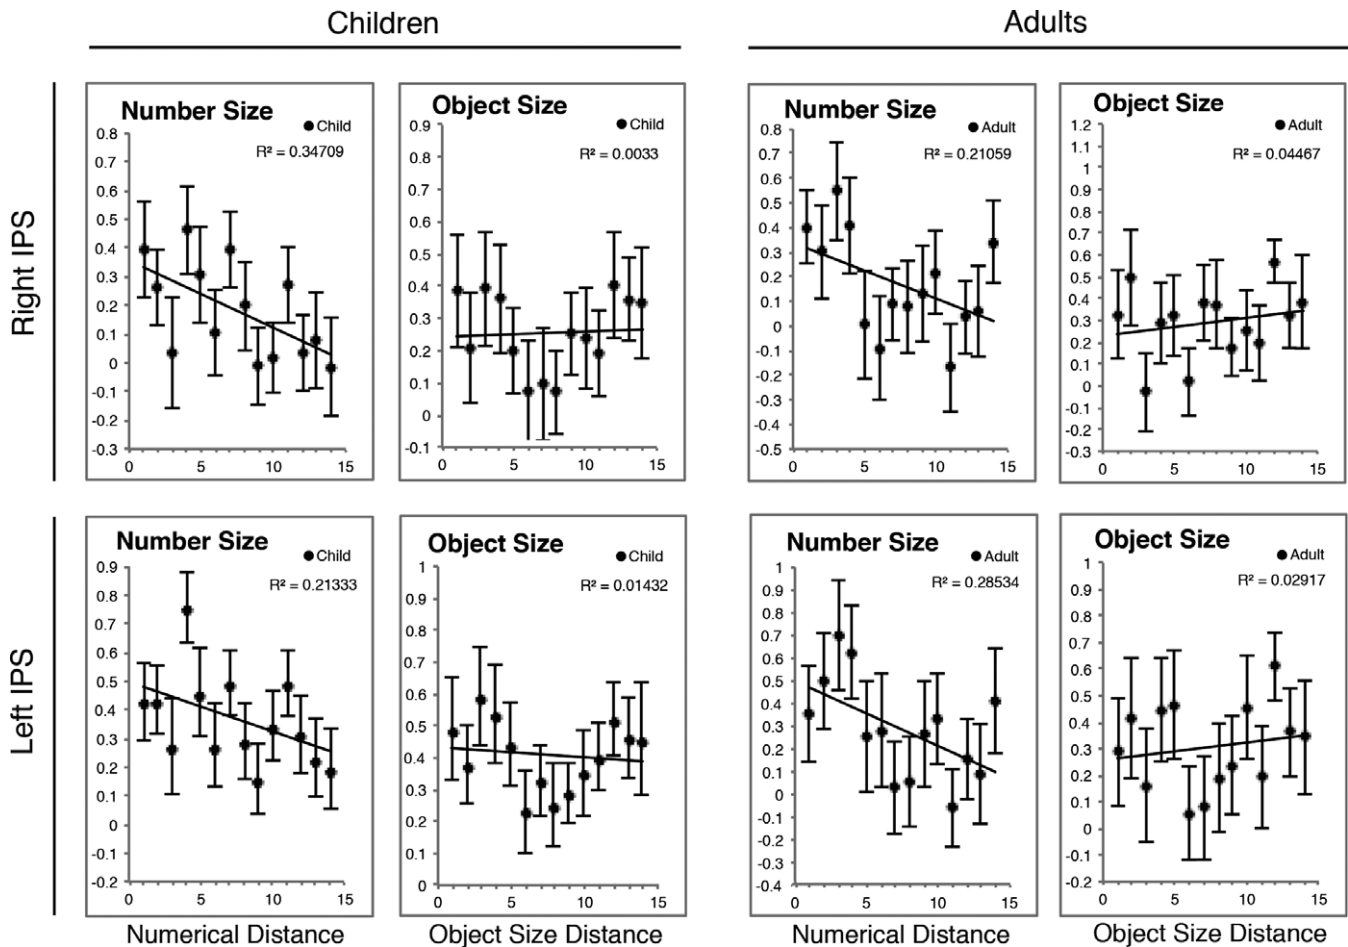 Children
Adults
Right IPS
Number Size
Child
R² = 0.34709
0.8
0.7
0.6
0.5
0.4
0.3
0.2
0.1
0
-0.1
-0.2
-0.3
0 5 10 15
Object Size
Child
R² = 0.0033
0.9
0.8
0.7
0.6
0.5
0.4
0.3
0.2
0.1
0
-0.1
0 5 10 15
Number Size
Adult
R² = 0.21059
0.8
0.7
0.6
0.5
0.4
0.3
0.2
0.1
0
-0.1
-0.2
-0.3
-0.4
-0.5
0 5 10 15
Object Size
Adult
R² = 0.04467
1.2
1.1
1
0.9
0.8
0.7
0.6
0.5
0.4
0.3
0.2
0.1
0
-0.1
-0.2
-0.3
0 5 10 15
Left IPS
Number Size
Child
R² = 0.21333
0.9
0.8
0.7
0.6
0.5
0.4
0.3
0.2
0.1
0
-0.1
-0.2
0 5 10 15
Numerical Distance
Object Size
Child
R² = 0.01432
1
0.9
0.8
0.7
0.6
0.5
0.4
0.3
0.2
0.1
0
0 5 10 15
Object Size Distance
Number Size
Adult
R² = 0.28534
1
0.9
0.8
0.7
0.6
0.5
0.4
0.3
0.2
0.1
0
-0.1
-0.2
-0.3
-0.4
0 5 10 15
Numerical Distance
Object Size
Adult
R² = 0.02917
1
0.9
0.8
0.7
0.6
0.5
0.4
0.3
0.2
0.1
0
-0.1
-0.2
0 5 10 15
Object Size Distance